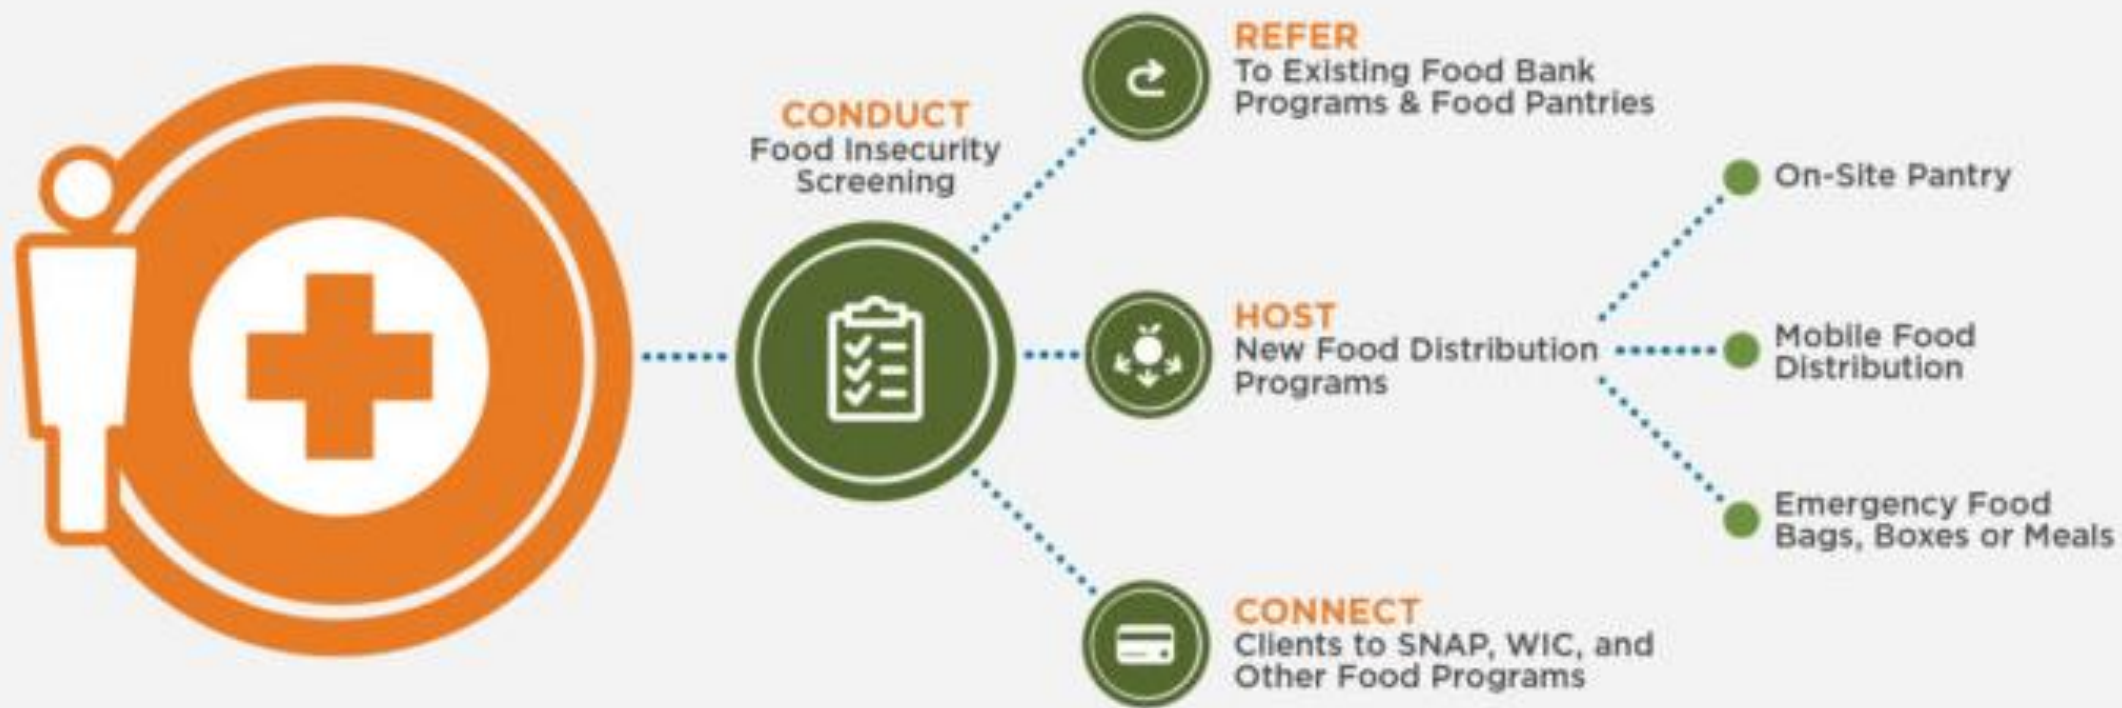 CONDUCT
Food Insecurity
Screening
REFER
To Existing Food Bank
Programs & Food Pantries
HOST
New Food Distribution
Programs
CONNECT
Clients to SNAP, WIC, and
Other Food Programs
On-Site Pantry
Mobile Food
Distribution
Emergency Food
Bags, Boxes or Meals